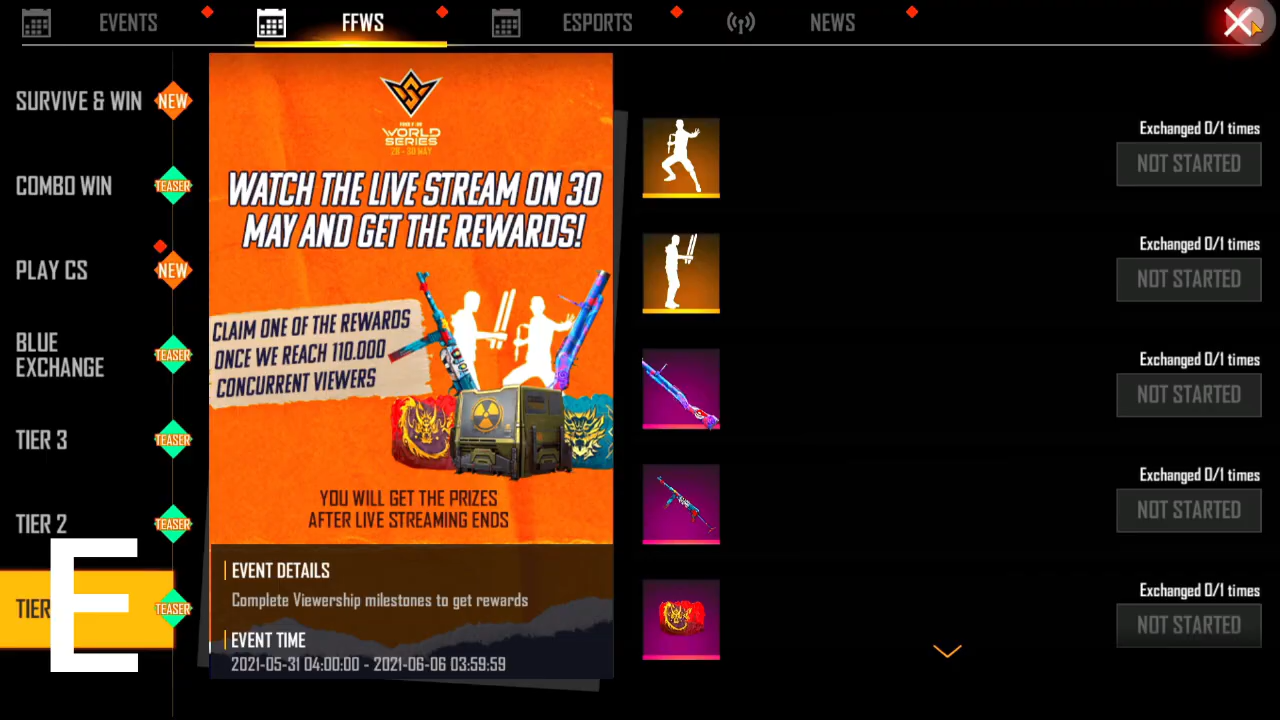 EVENTS
FFWS
ESPORTS
NEWS
SURVIVE & WIN
NEW
COMBO WIN
TEASER
PLAY CS
NEW
BLUE
EXCHANGE
TEASER
TIER 3
TEASER
TIER 2
TEASER
TIER
TEASER
E
FREE FIRE
WORLD
SERIES
28 - 30 MAY
WATCH THE LIVE STREAM ON 30
MAY AND GET THE REWARDS!
CLAIM ONE OF THE REWARDS
ONCE WE REACH 110.000
CONCURRENT VIEWERS
YOU WILL GET THE PRIZES
AFTER LIVE STREAMING ENDS
EVENT DETAILS
Complete Viewership milestones to get rewards
EVENT TIME
2021-05-31 04:00:00 - 2021-06-06 03:59:59
Exchanged 0/1 times
NOT STARTED
Exchanged 0/1 times
NOT STARTED
Exchanged 0/1 times
NOT STARTED
Exchanged 0/1 times
NOT STARTED
Exchanged 0/1 times
NOT STARTED